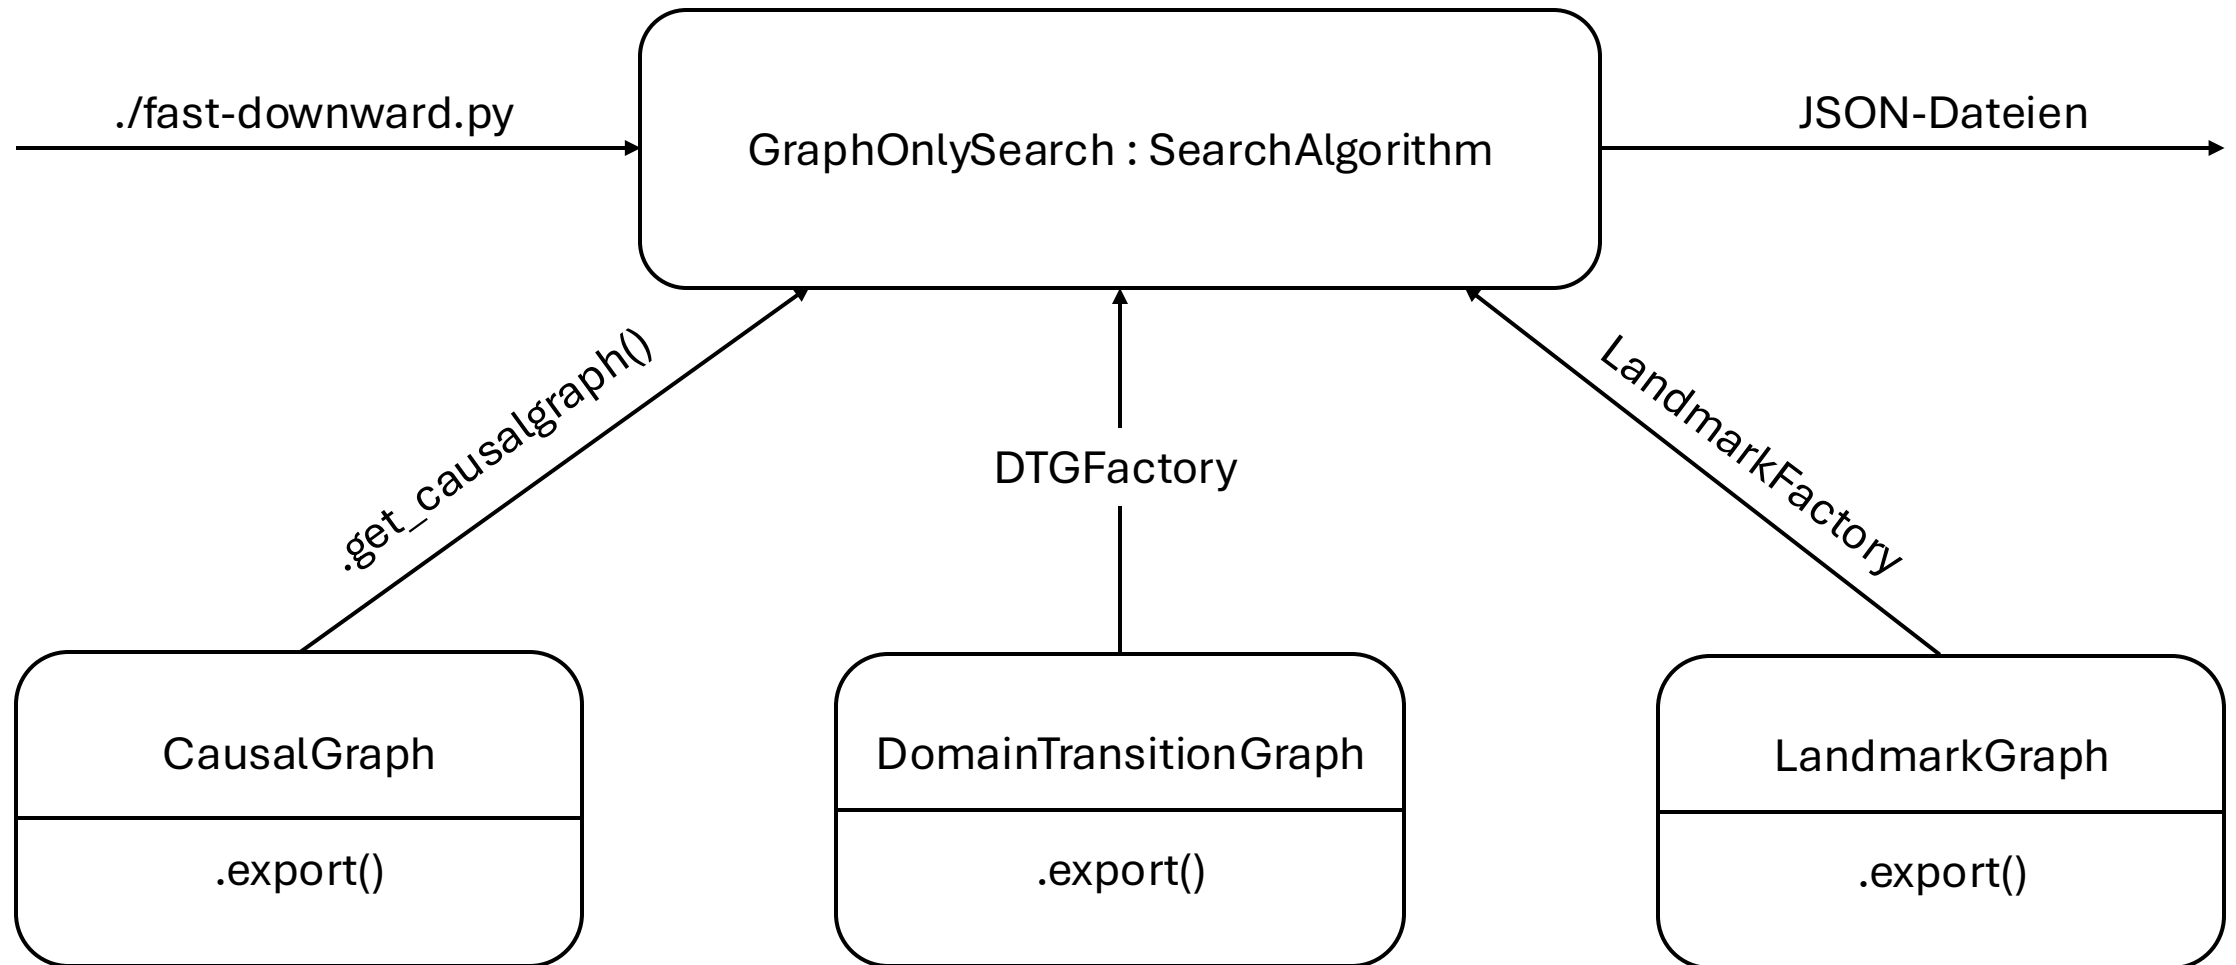 ./fast-downward.py
GraphOnlySearch : SearchAlgorithm
JSON-Dateien
.get_causalgraph()
DTGFactory
LandmarkFactory
CausalGraph
.export()
DomainTransitionGraph
.export()
LandmarkGraph
.export()